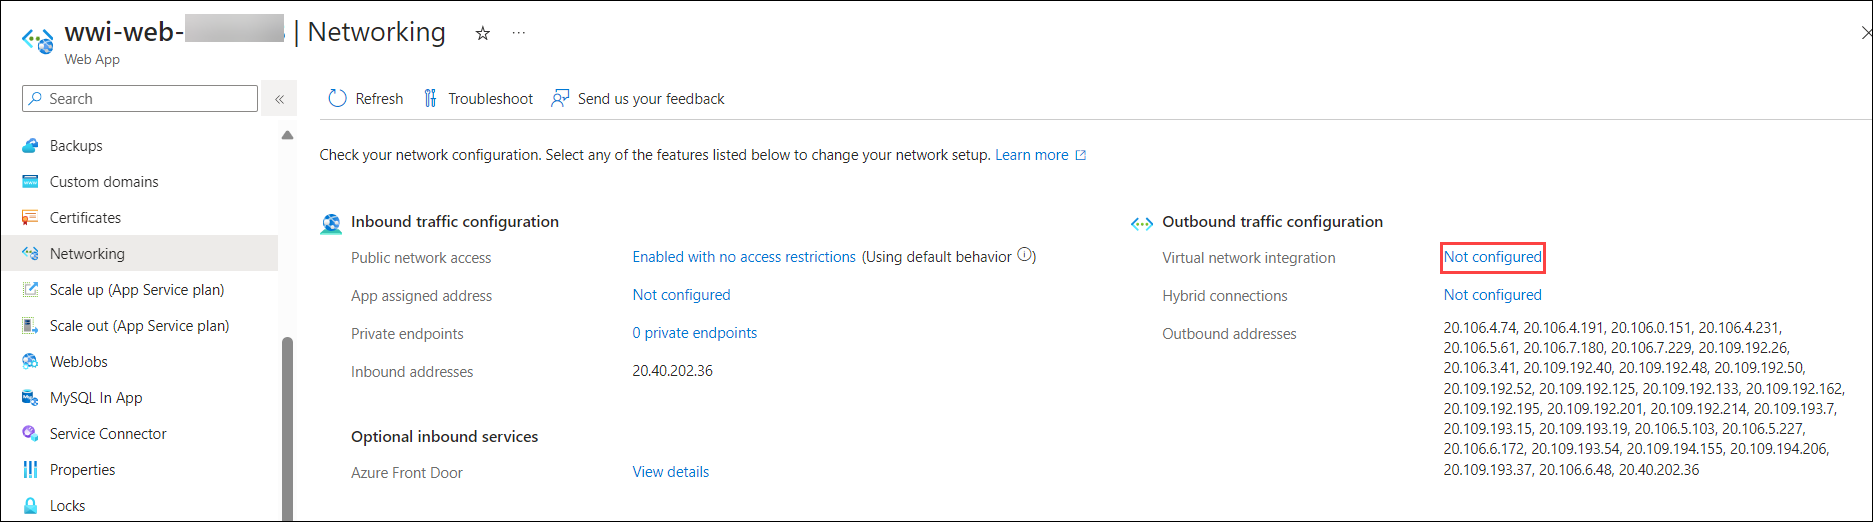 wwi-web- | Networking
Web App
Search
«
Refresh
Troubleshoot
Send us your feedback
Backups
Custom domains
Certificates
Networking
Scale up (App Service plan)
Scale out (App Service plan)
WebJobs
MySQL In App
Service Connector
Properties
Locks
Check your network configuration. Select any of the features listed below to change your network setup. Learn more
Inbound traffic configuration
Public network access Enabled with no access restrictions (Using default behavior )
App assigned address Not configured
Private endpoints 0 private endpoints
Inbound addresses 20.40.202.36
Optional inbound services
Azure Front Door View details
Outbound traffic configuration
Virtual network integration Not configured
Hybrid connections Not configured
Outbound addresses 20.106.4.74, 20.106.4.191, 20.106.0.151, 20.106.4.231,
20.106.5.61, 20.106.7.180, 20.106.7.229, 20.109.192.26,
20.106.3.41, 20.109.192.40, 20.109.192.48, 20.109.192.50,
20.109.192.52, 20.109.192.125, 20.109.192.133, 20.109.192.162,
20.109.192.195, 20.109.192.201, 20.109.192.214, 20.109.193.7,
20.109.193.15, 20.109.193.19, 20.106.5.103, 20.106.5.227,
20.106.6.172, 20.109.193.54, 20.109.194.155, 20.109.194.206,
20.109.193.37, 20.106.6.48, 20.40.202.36